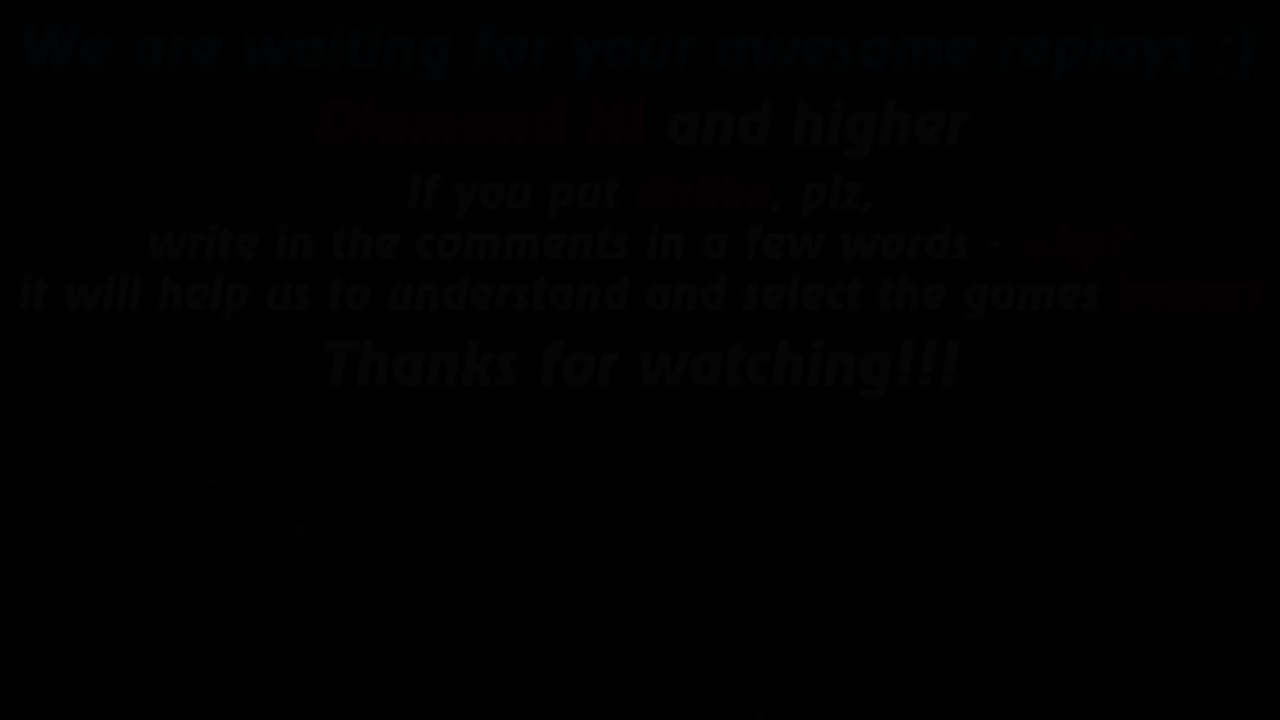 We are waiting for your awesome replays ;)
Diamond III and higher
If you put dislike, plz,
write in the comments in a few words - why?
it will help us to understand and select the games
Thanks for watching!!!